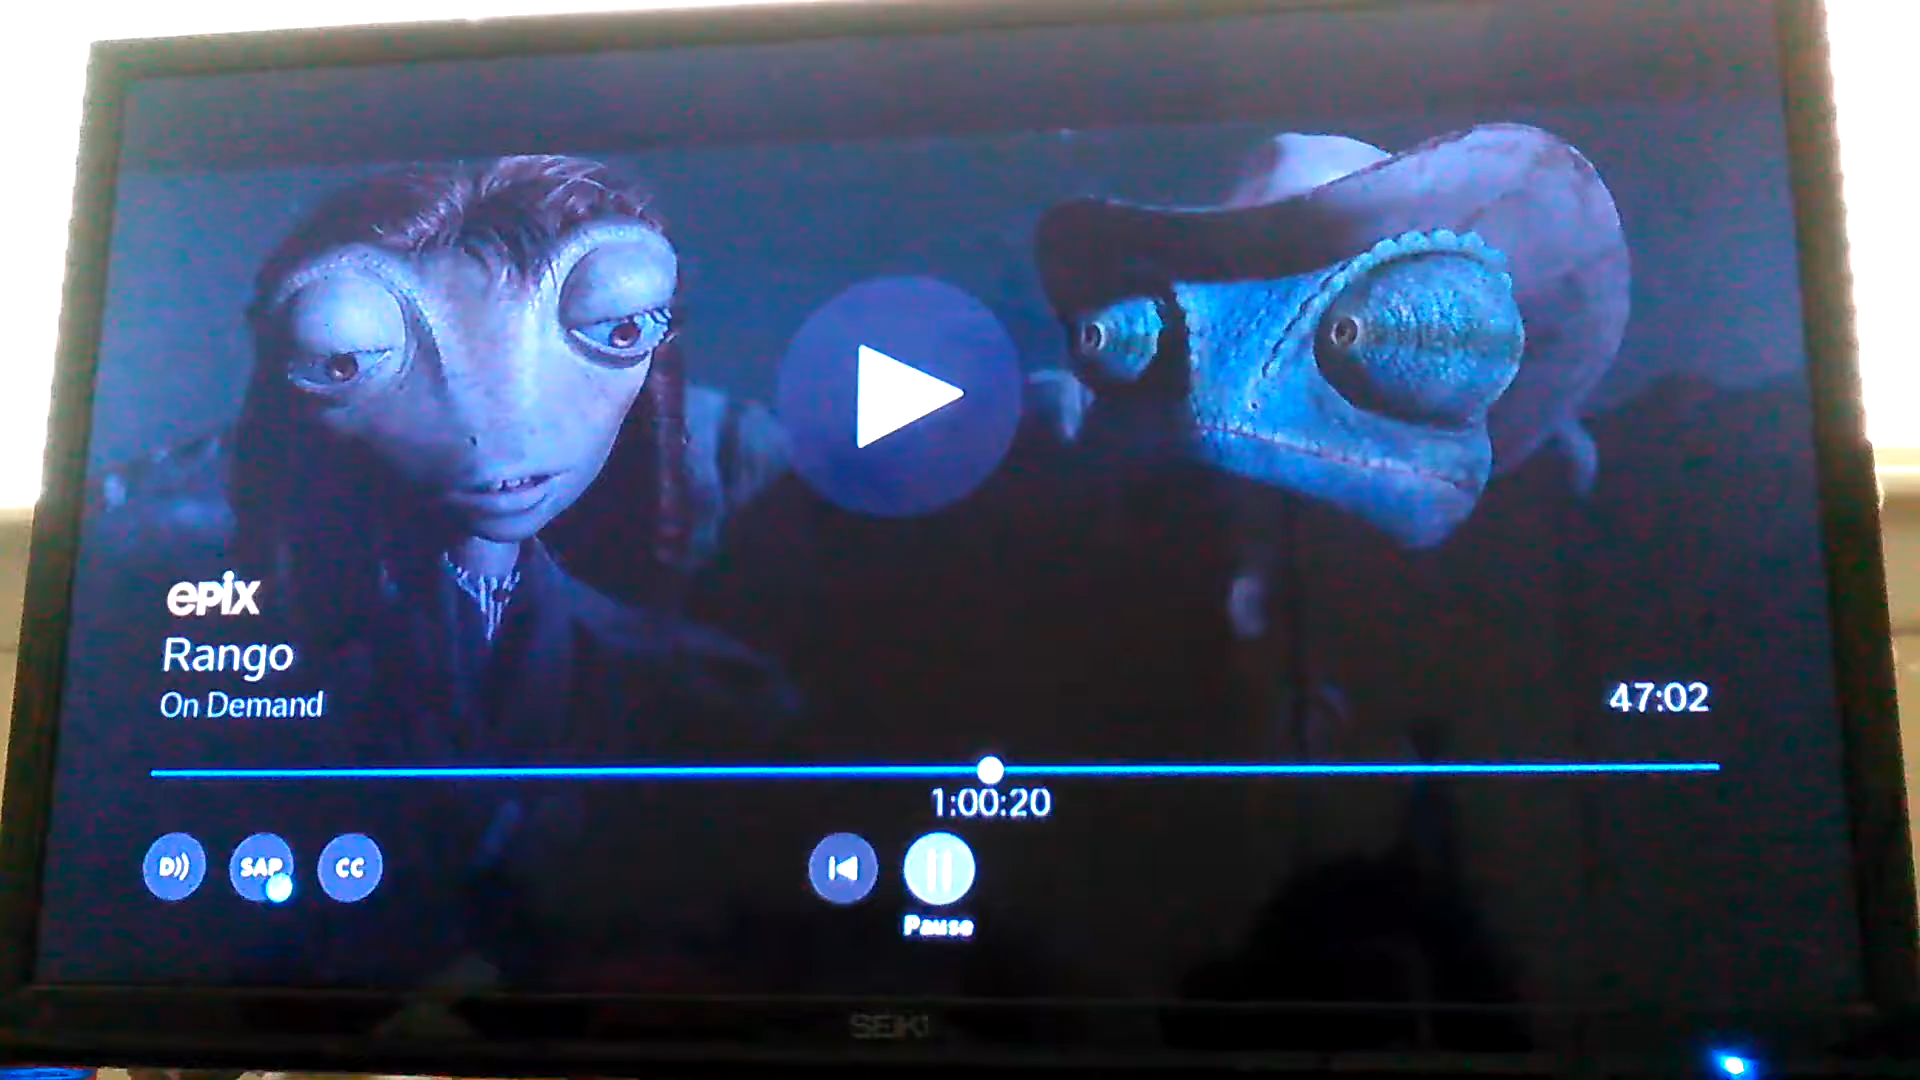 epix
Rango
On Demand
47:02
1:00:20
D))
SAP
CC
Pause
SEIKI